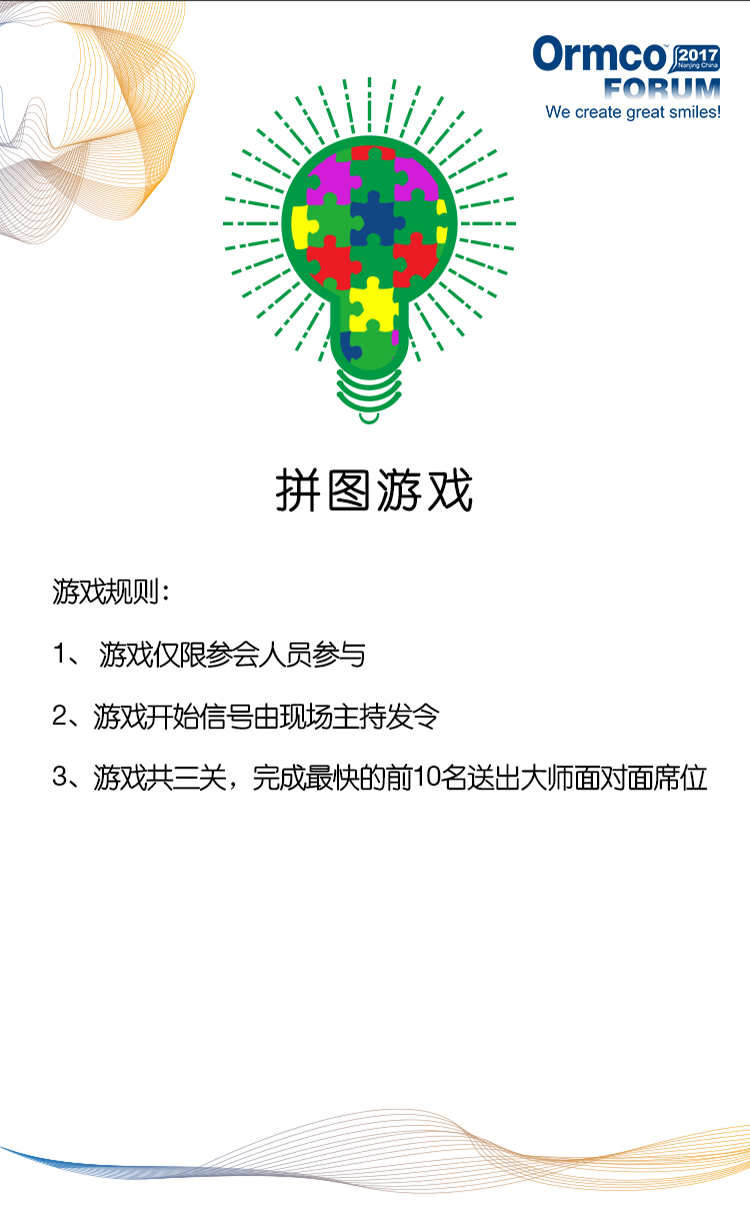 Ormco™ 2017
Nanjing China
FORUM
We create great smiles!
拼图游戏
游戏规则：
1、 游戏仅限参会人员参与
2、游戏开始信号由现场主持发令
3、游戏共三关，完成最快的前10名送出大师面对面席位